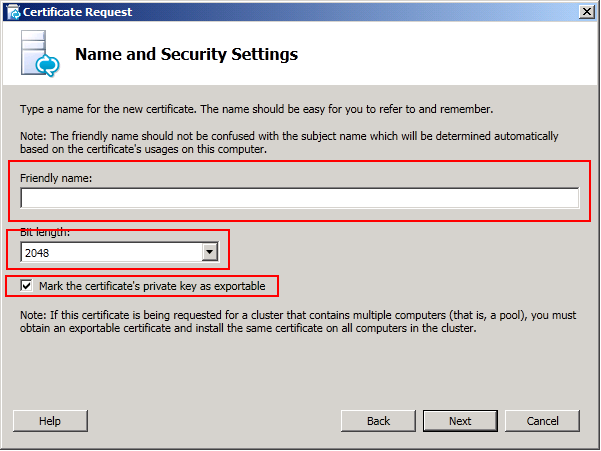 Certificate Request
Name and Security Settings
Type a name for the new certificate. The name should be easy for you to refer to and remember.
Note: The friendly name should not be confused with the subject name which will be determined automatically
based on the certificate's usages on this computer.
Friendly name:
Bit length:
2048
Mark the certificate's private key as exportable
Note: If this certificate is being requested for a cluster that contains multiple computers (that is, a pool), you must
obtain an exportable certificate and install the same certificate on all computers in the cluster.
Help
Back
Next
Cancel